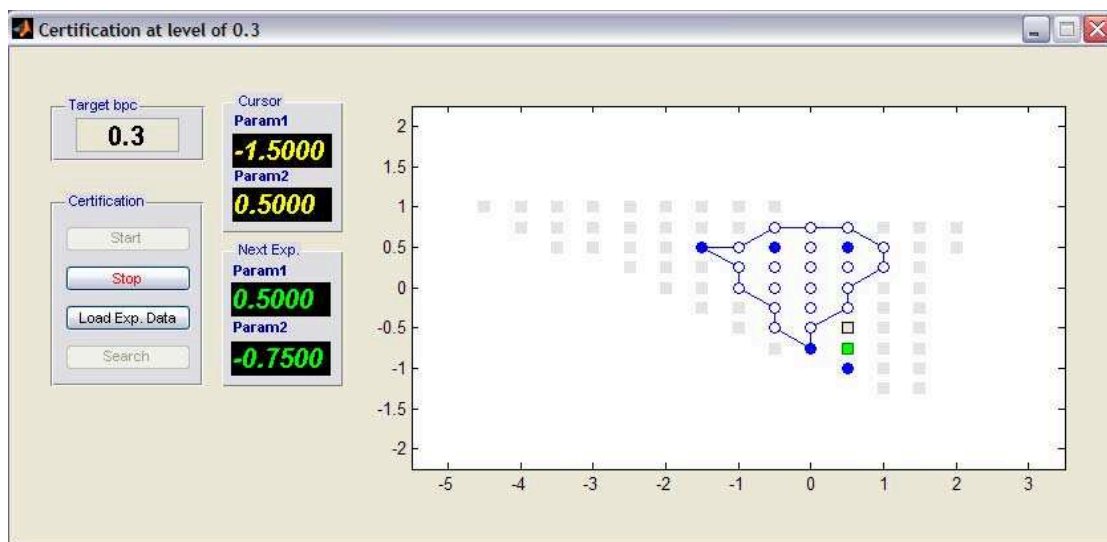 Certification at level of 0.3
Target bpc
0.3
Certification
Start
Stop
Load Exp. Data
Search
Cursor
Param1
-1.5000
Param2
0.5000
Next Exp.
Param1
0.5000
Param2
-0.7500
2
1.5
1
0.5
0
-0.5
-1
-1.5
-2
-5 -4 -3 -2 -1 0 1 2 3